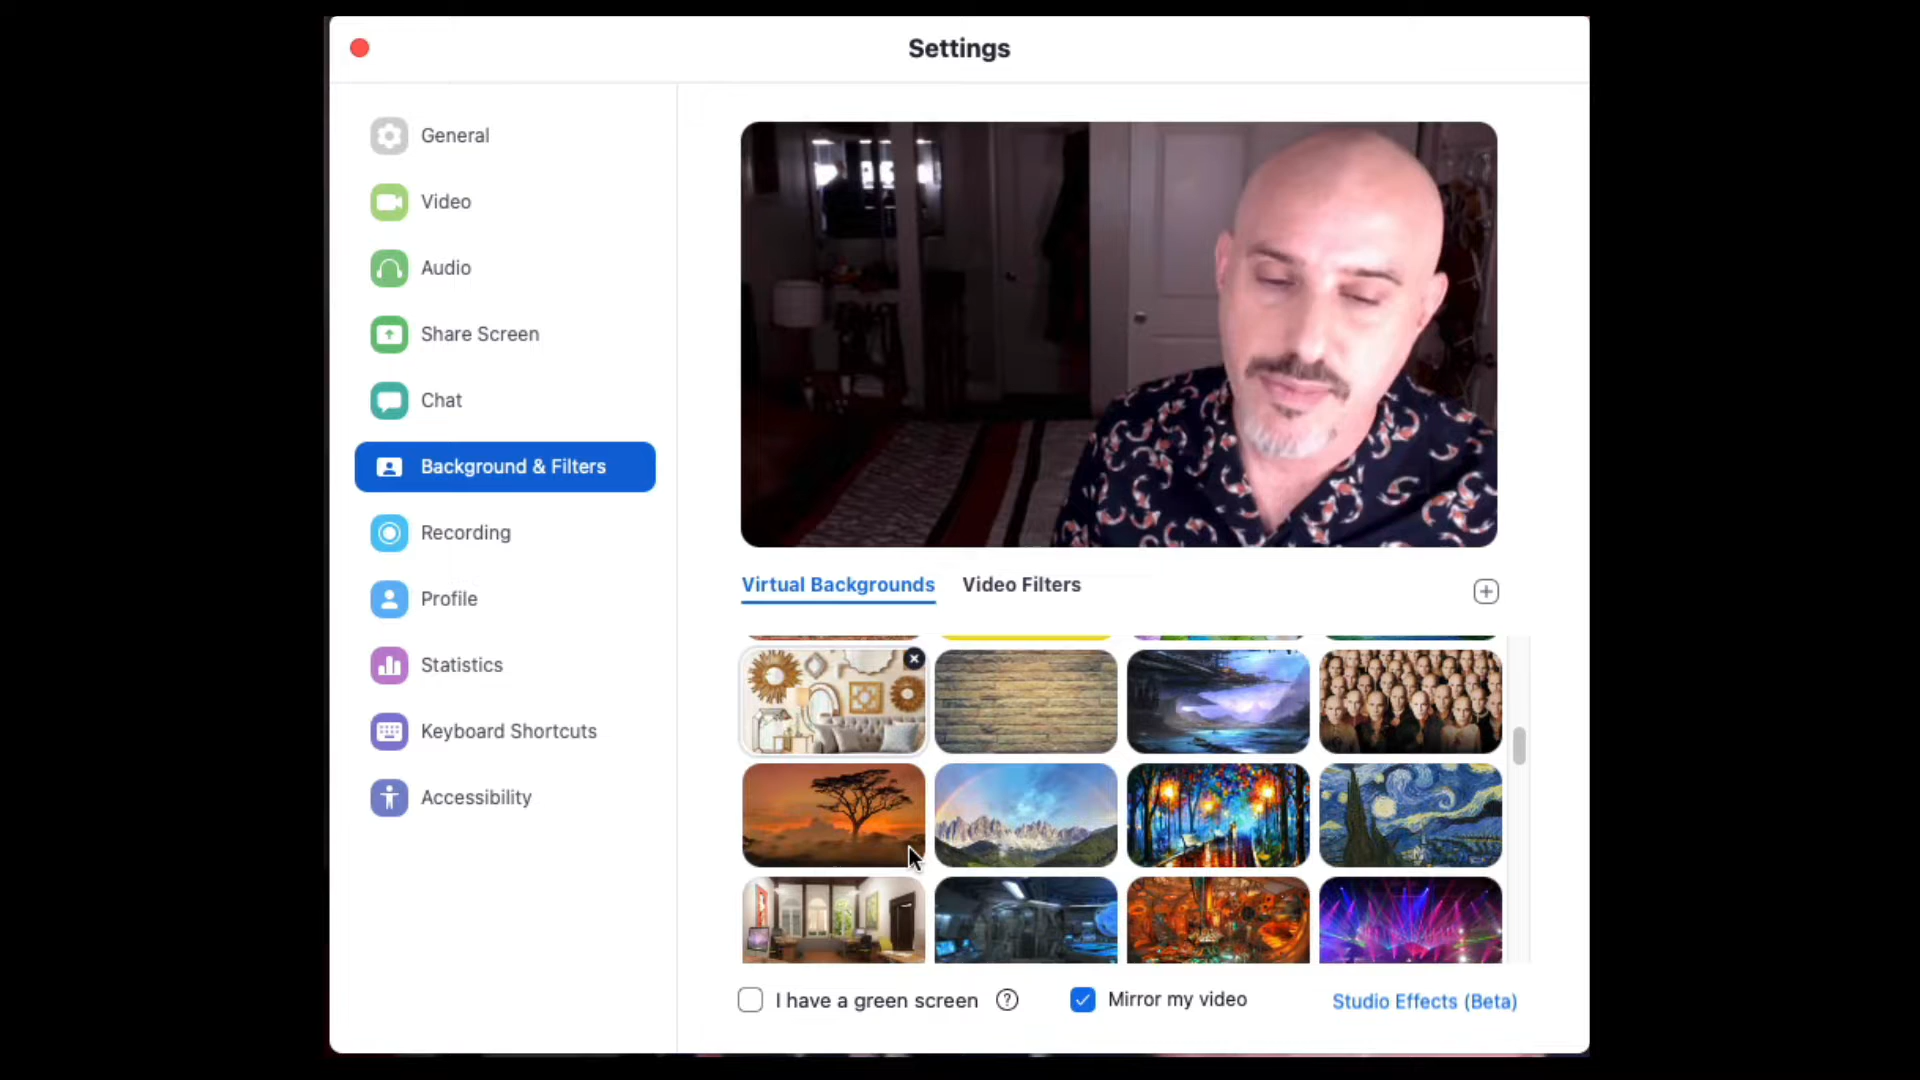 Settings
General
Video
Audio
Share Screen
Chat
Background & Filters
Recording
Profile
Statistics
Keyboard Shortcuts
Accessibility
Virtual Backgrounds
Video Filters
I have a green screen
Mirror my video
Studio Effects (Beta)